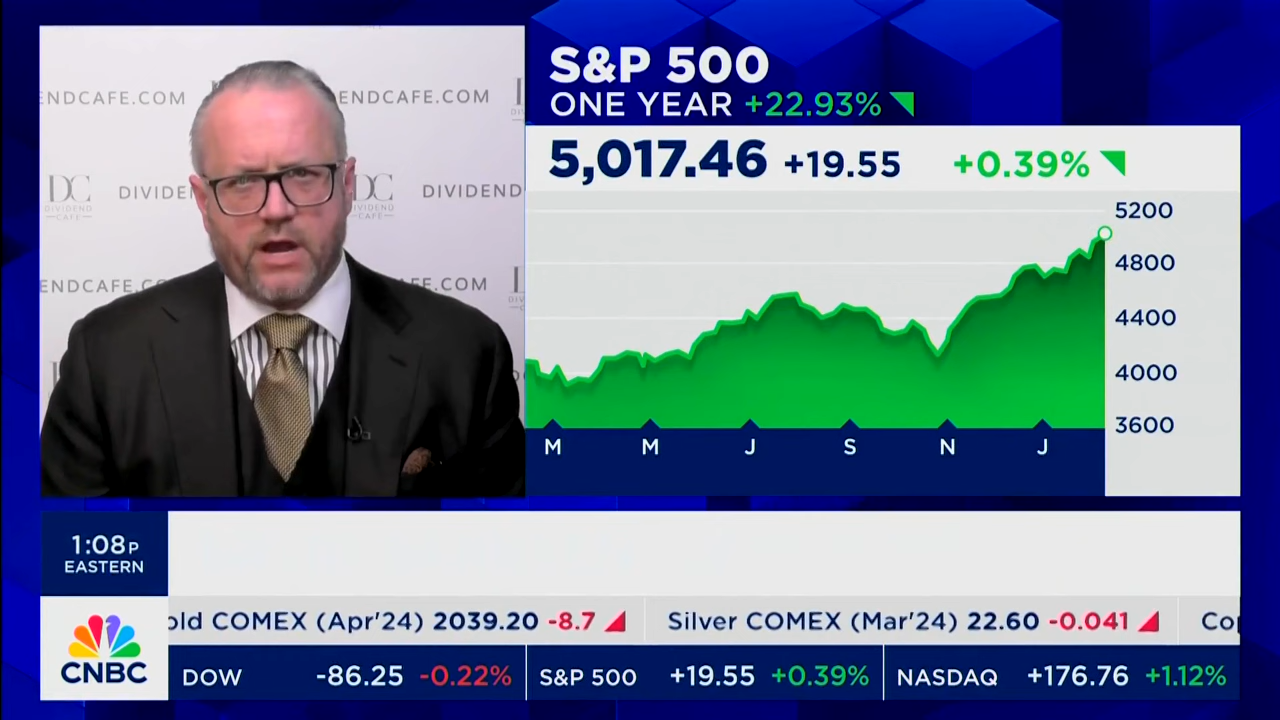 ENDCAFE.COM
ENDCAFE.COM
DC
DIVIDEND
CAFE
DIVIDEN
DC
DIVIDEND
CAFE
DIVIDEND
ENDCAFE.C
E.COM
S&P 500
ONE YEAR +22.93%
5,017.46 +19.55 +0.39%
5200
4800
4400
4000
3600
M M J S N J
1:08P
EASTERN
old COMEX (Apr'24) 2039.20 -8.7 Silver COMEX (Mar'24) 22.60 -0.041 Co
CNBC
DOW -86.25 -0.22% S&P 500 +19.55 +0.39% NASDAQ +176.76 +1.12%